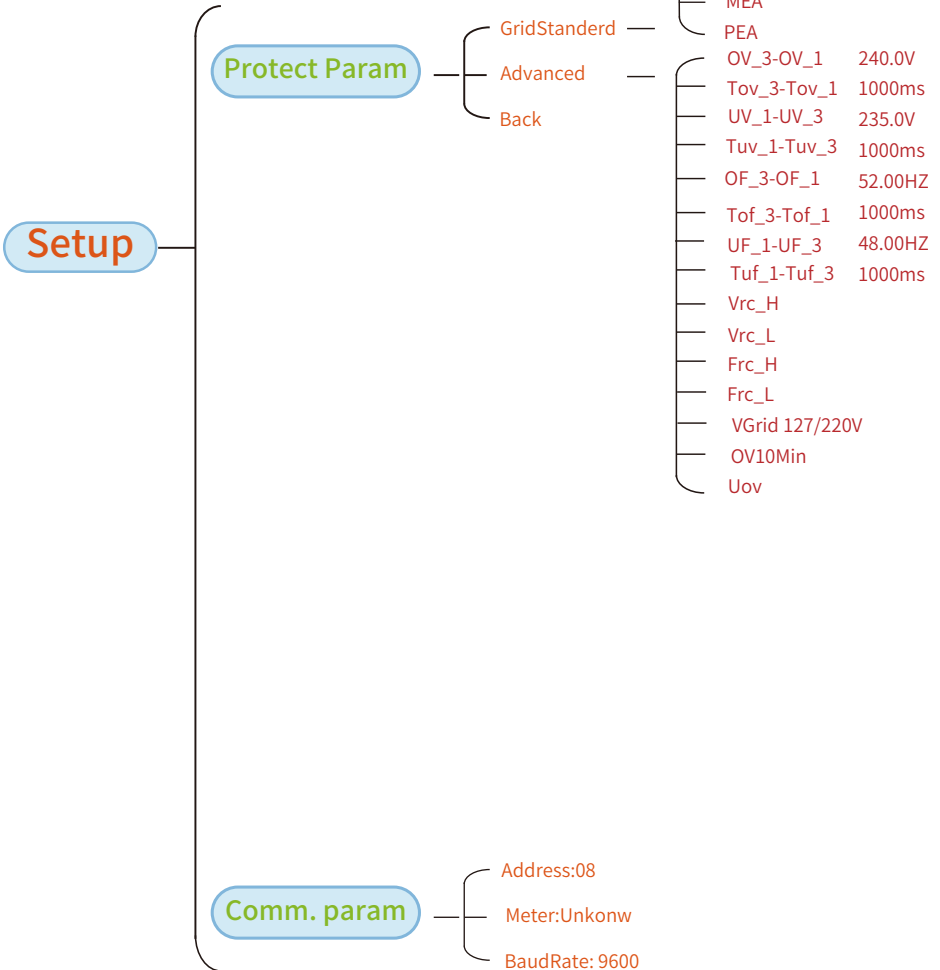 MEA
PEA
GridStanderd
Protect Param
Advanced
Back
OV_3-OV_1 240.0V
Tov_3-Tov_1 1000ms
UV_1-UV_3 235.0V
Tuv_1-Tuv_3 1000ms
OF_3-OF_1 52.00HZ
Tof_3-Tof_1 1000ms
UF_1-UF_3 48.00HZ
Tuf_1-Tuf_3 1000ms
Vrc_H
Vrc_L
Frc_H
Frc_L
VGrid 127/220V
OV10Min
Uov
Setup
Comm. param
Address:08
Meter:Unkonw
BaudRate: 9600